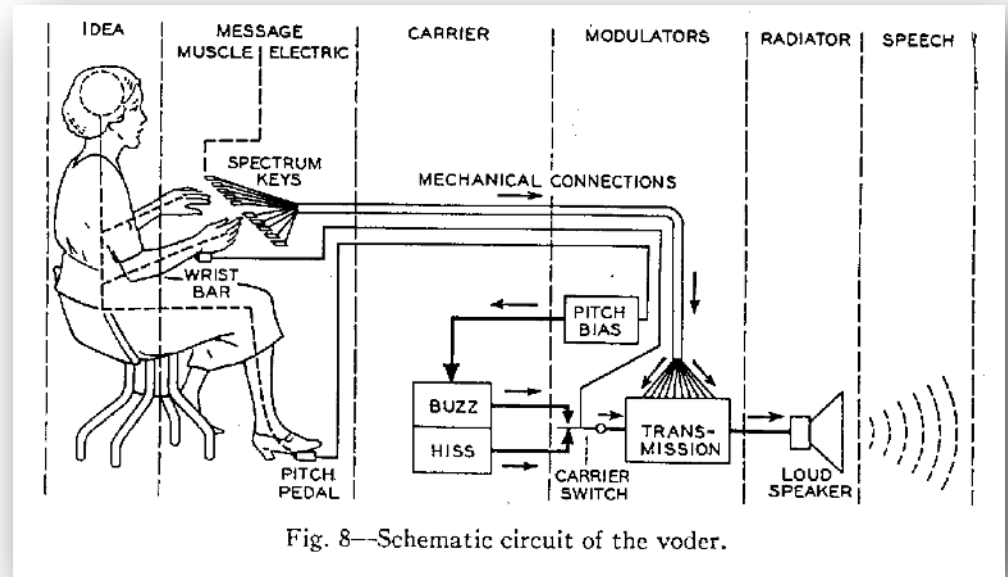 IDEA
MESSAGE
MUSCLE
ELECTRIC
CARRIER
MODULATORS
RADIATOR
SPEECH
SPECTRUM
KEYS
MECHANICAL CONNECTIONS
WRIST
BAR
PITCH
BIAS
BUZZ
HISS
TRANS-
MISSION
CARRIER
SWITCH
LOUD
SPEAKER
PITCH
PEDAL
Fig. 8—Schematic circuit of the voder.